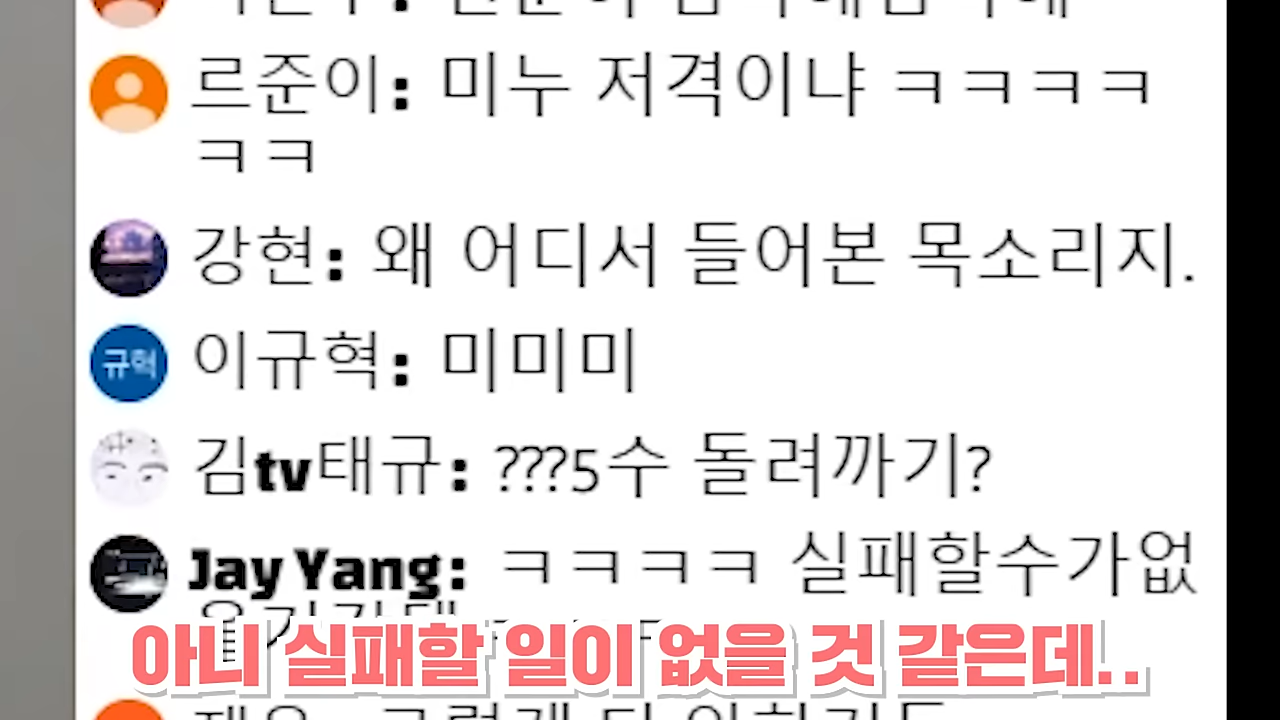 르준이: 미누 저격이냐 ㅋㅋㅋㅋ
ㅋㅋ
강현: 왜 어디서 들어본 목소리지.
규혁
이규혁: 미미미
김tv태규: ???5수 돌려까기?
Jay Yang: ㅋㅋㅋㅋ 실패할수가없
아니 실패할 일이 없을 것 같은데..